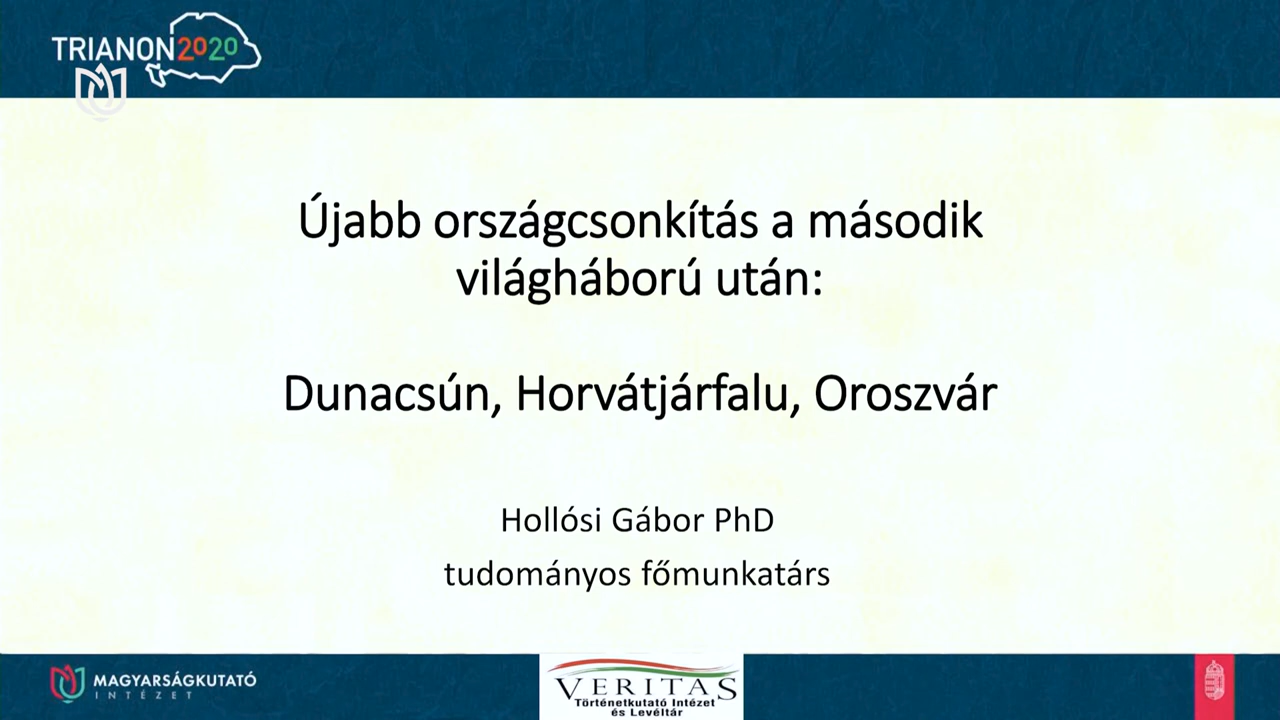 TRIANON2020
Újabb országcsonkítás a második
világháború után:
Dunacsún, Horvátjárfalu, Oroszvár
Hollósi Gábor PhD
tudományos főmunkatárs
MAGYARSÁGKUTATÓ
INTÉZET
VERITAS
Történetkutató Intézet
és Levéltár